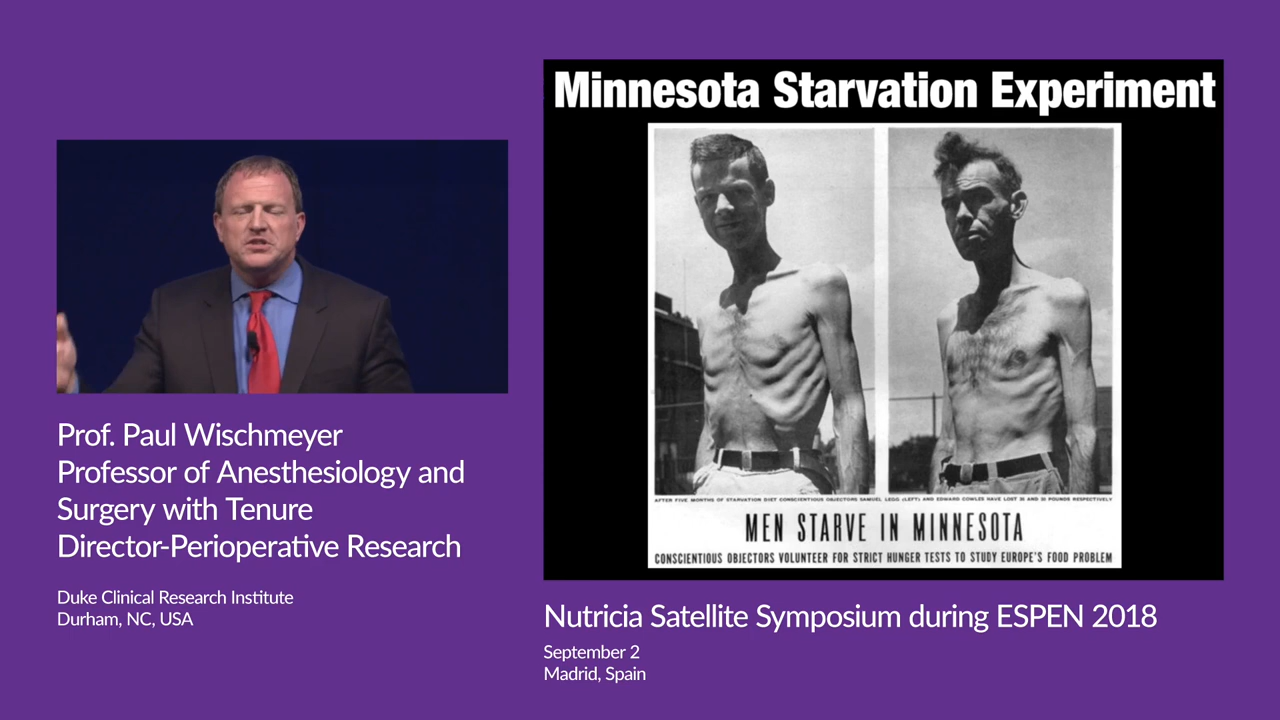 Minnesota Starvation Experiment
AFTER FIVE MONTHS OF STARVATION DIET CONSCIENTIOUS OBJECTORS SAMUEL LEGG (LEFT) AND EDWARD COWLES HAVE LOST AND POUNDS RESPECTIVELY
MEN STARVE IN MINNESOTA
CONSCIENTIOUS OBJECTORS VOLUNTEER FOR STRICT HUNGER TESTS TO STUDY EUROPE'S FOOD PROBLEM
Prof. Paul Wischmeyer
Professor of Anesthesiology and
Surgery with Tenure
Director-Perioperative Research
Duke Clinical Research Institute
Durham, NC, USA
Nutricia Satellite Symposium during ESPEN 2018
September 2
Madrid, Spain